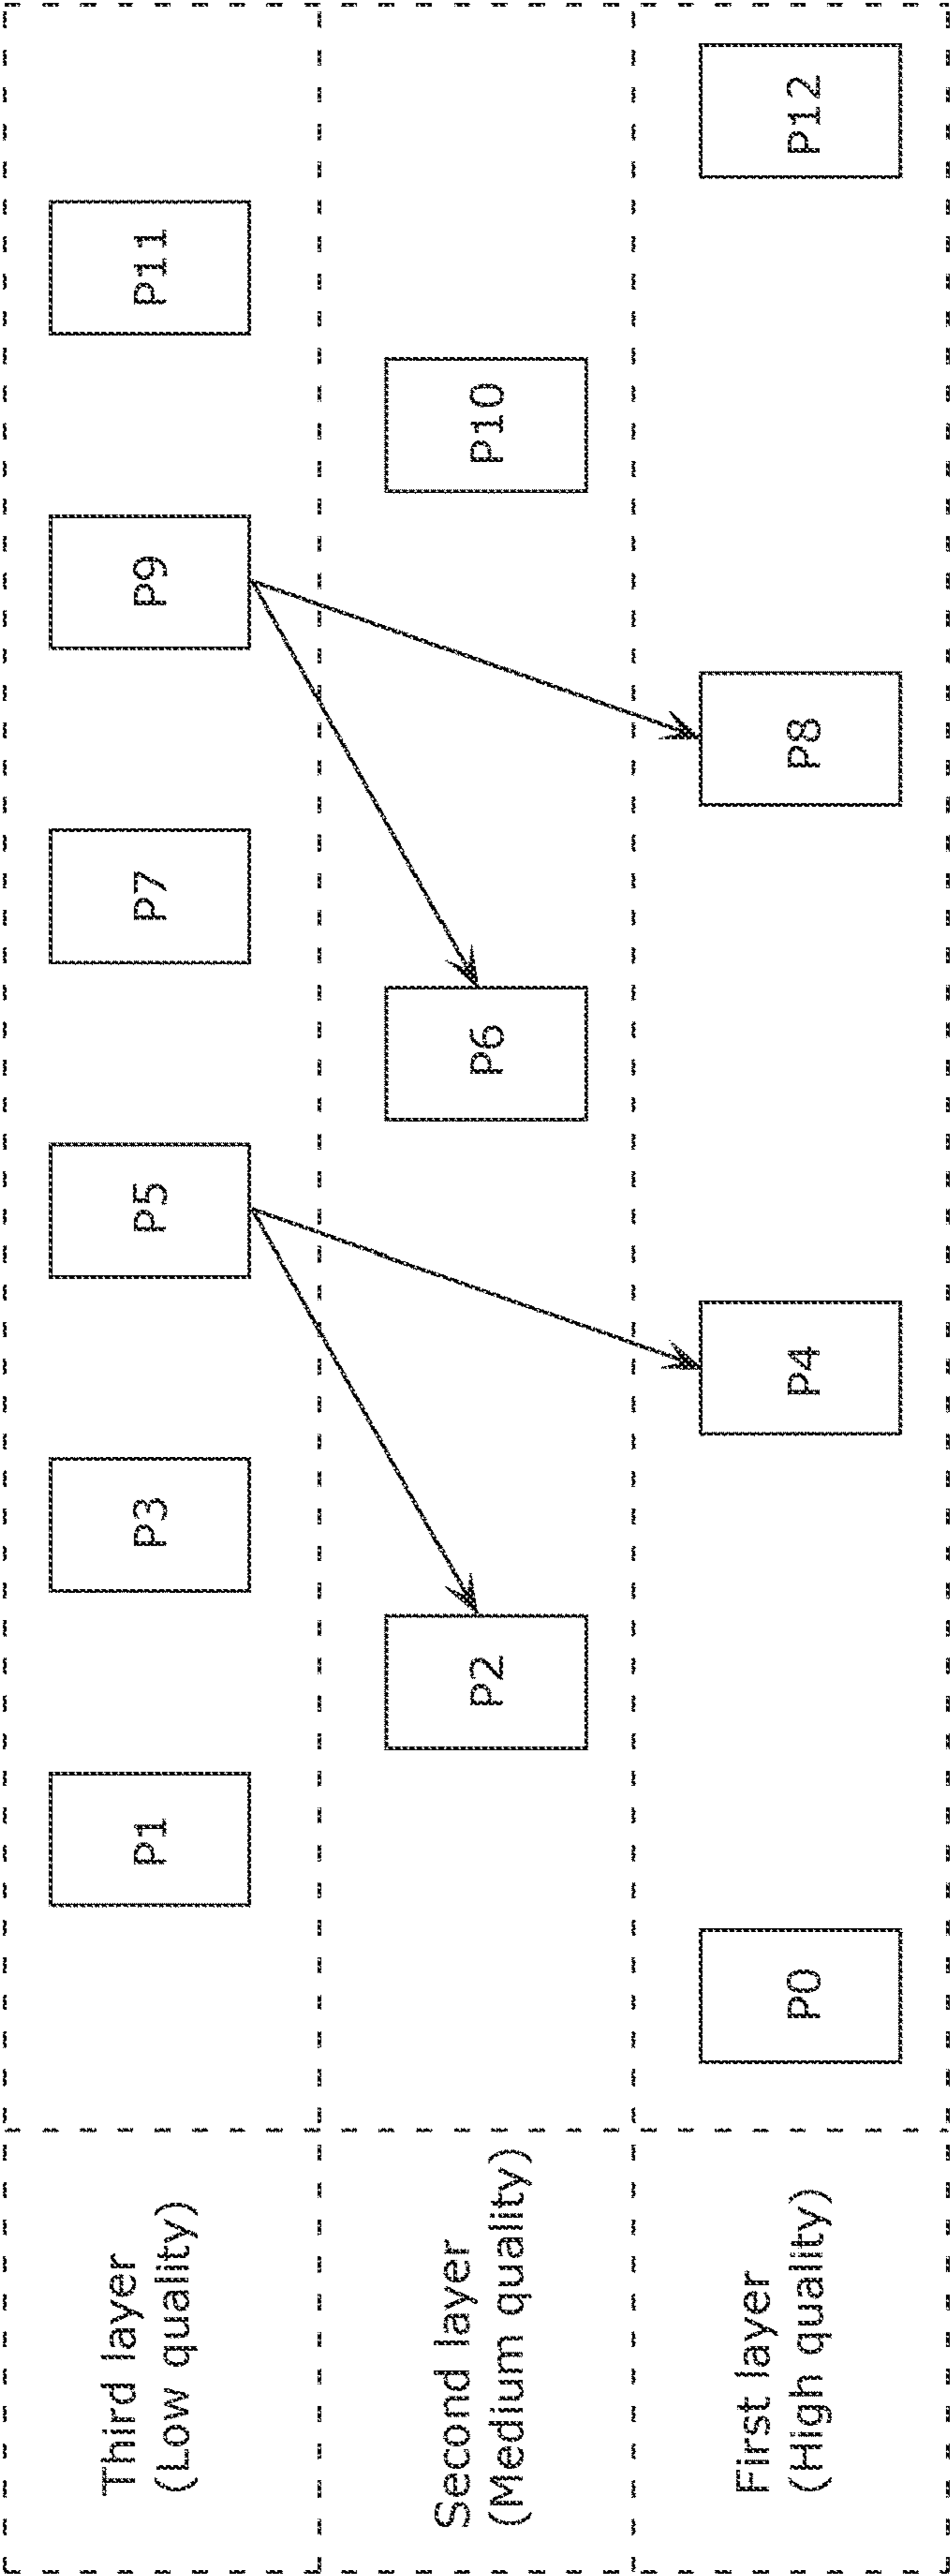 Third layer
(Low quality)
P1
P3
P5
P7
P9
P11
Second layer
(Medium quality)
P2
P6
P10
First layer
(High quality)
P0
P4
P8
P12